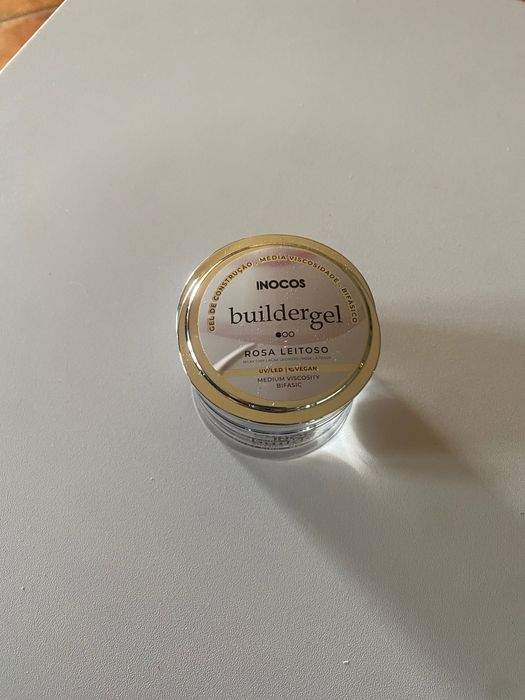 GEL DE CONSTRUÇÃO · MÉDIA VISCOSIDADE · BIFÁSICO
INOCOS
buildergel
ROSA LEITOSO
UV/LED | VEGAN
MEDIUM VISCOSITY
BIFASIC